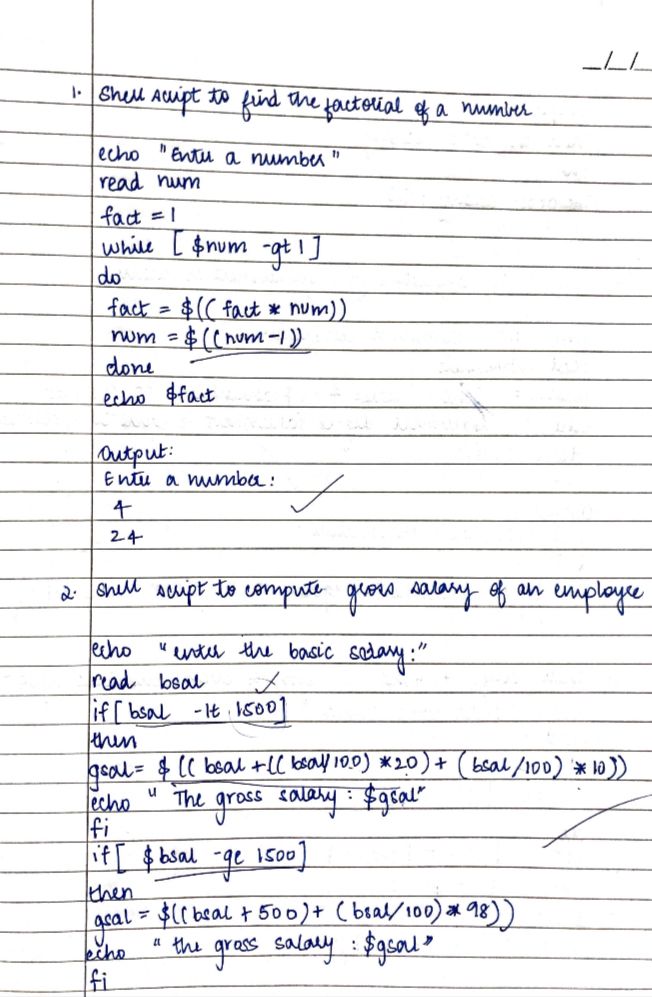 _/_/_
1. Shell script to find the factorial of a number
echo "Enter a number"
read num
fact = 1
while [ $num -gt 1 ]
do
fact = $(( fact * num))
num = $((num-1))
done
echo $fact
Output:
Enter a number:
4
24
2. Shell script to compute gross salary of an employee
echo "enter the basic salary:"
read bsal
if [ bsal -lt 1500]
then
gsal= $ (( bsal +(( bsal/100) *20) + (bsal/100) * 10))
echo " The gross salary : $gsal"
fi
if [ $bsal -ge 1500]
then
gsal = $((bsal + 500)+ (bsal/100) * 98))
echo " the gross salary : $gsal"
fi